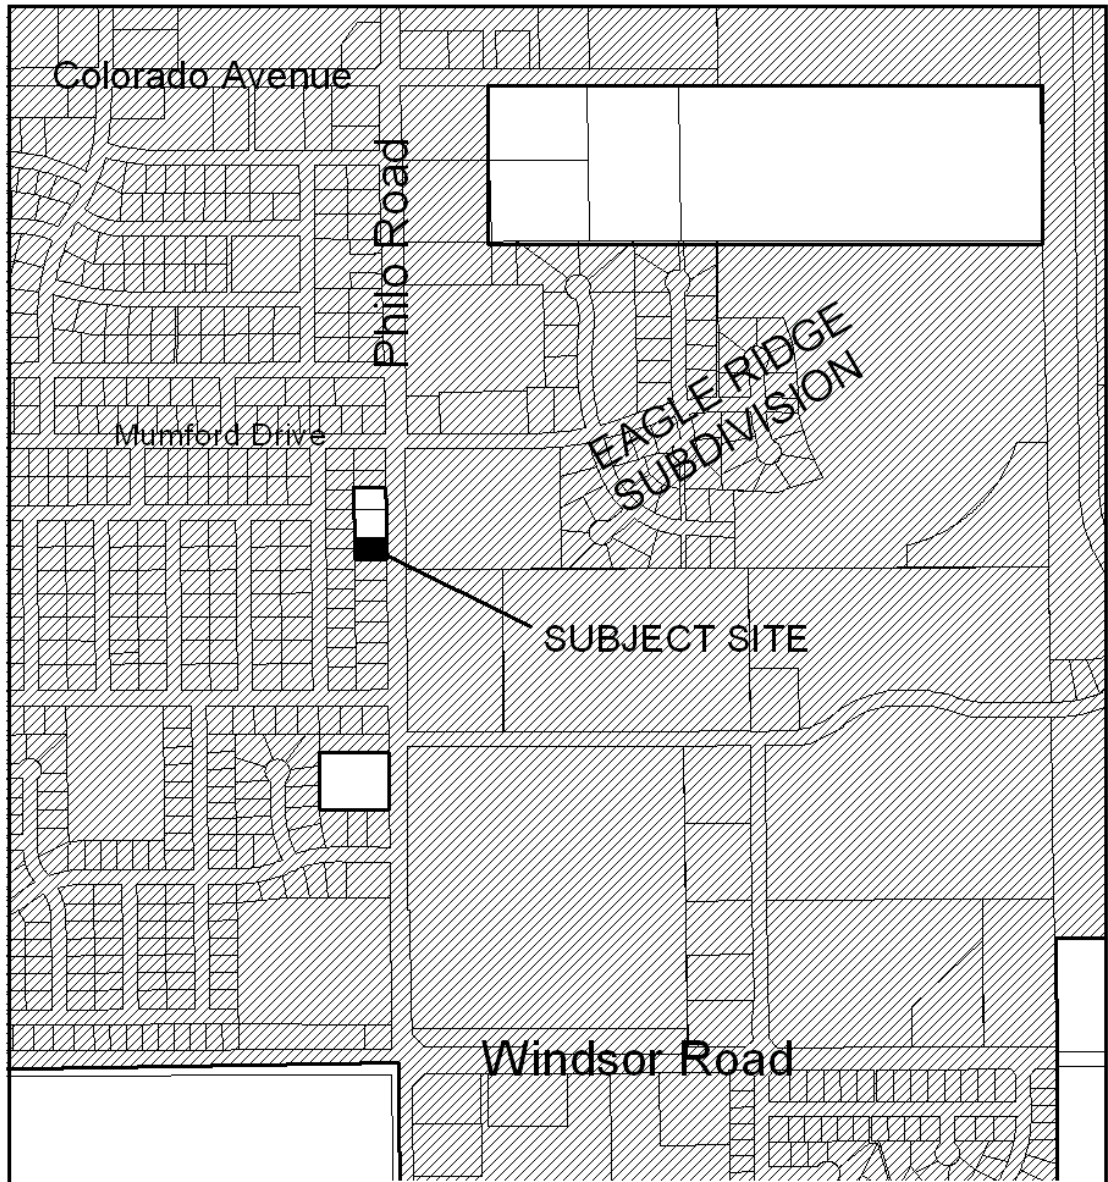 Colorado Avenue
Philo Road
EAGLE RIDGE
SUBDIVISION
Mumford Drive
SUBJECT SITE
Windsor Road